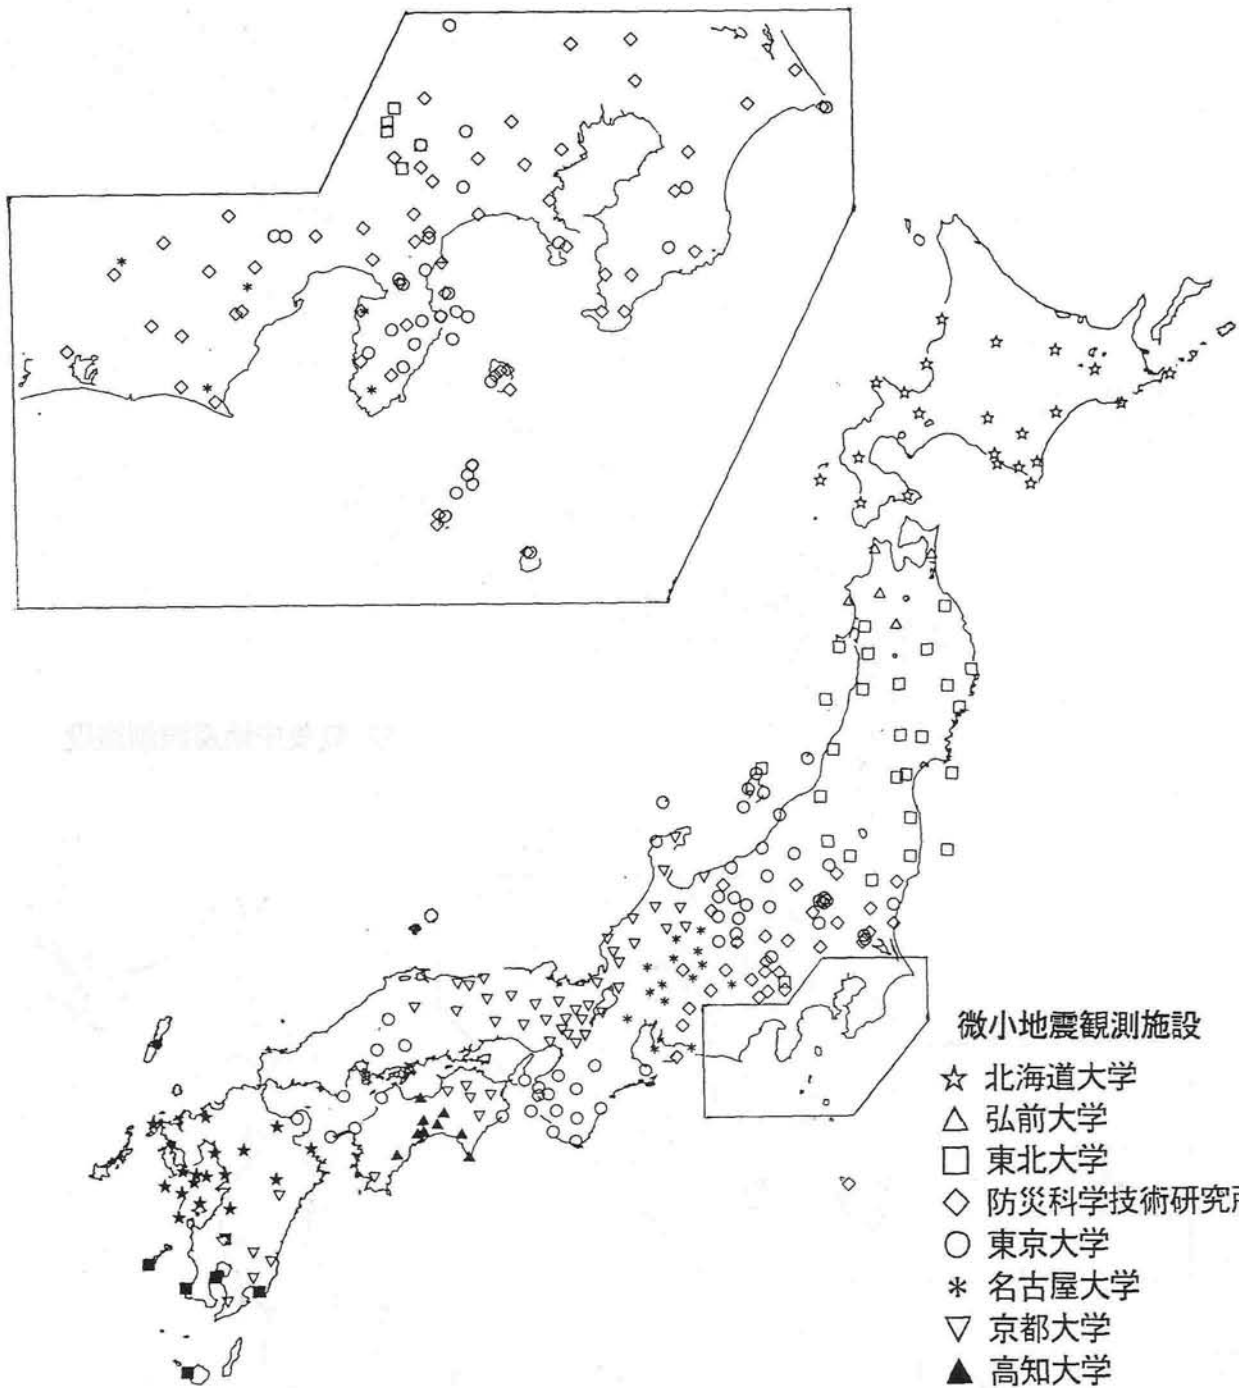 微小地震観測施設
☆ 北海道大学
△ 弘前大学
□ 東北大学
◇ 防災科学技術研究
○ 東京大学
* 名古屋大学
▽ 京都大学
▲ 高知大学